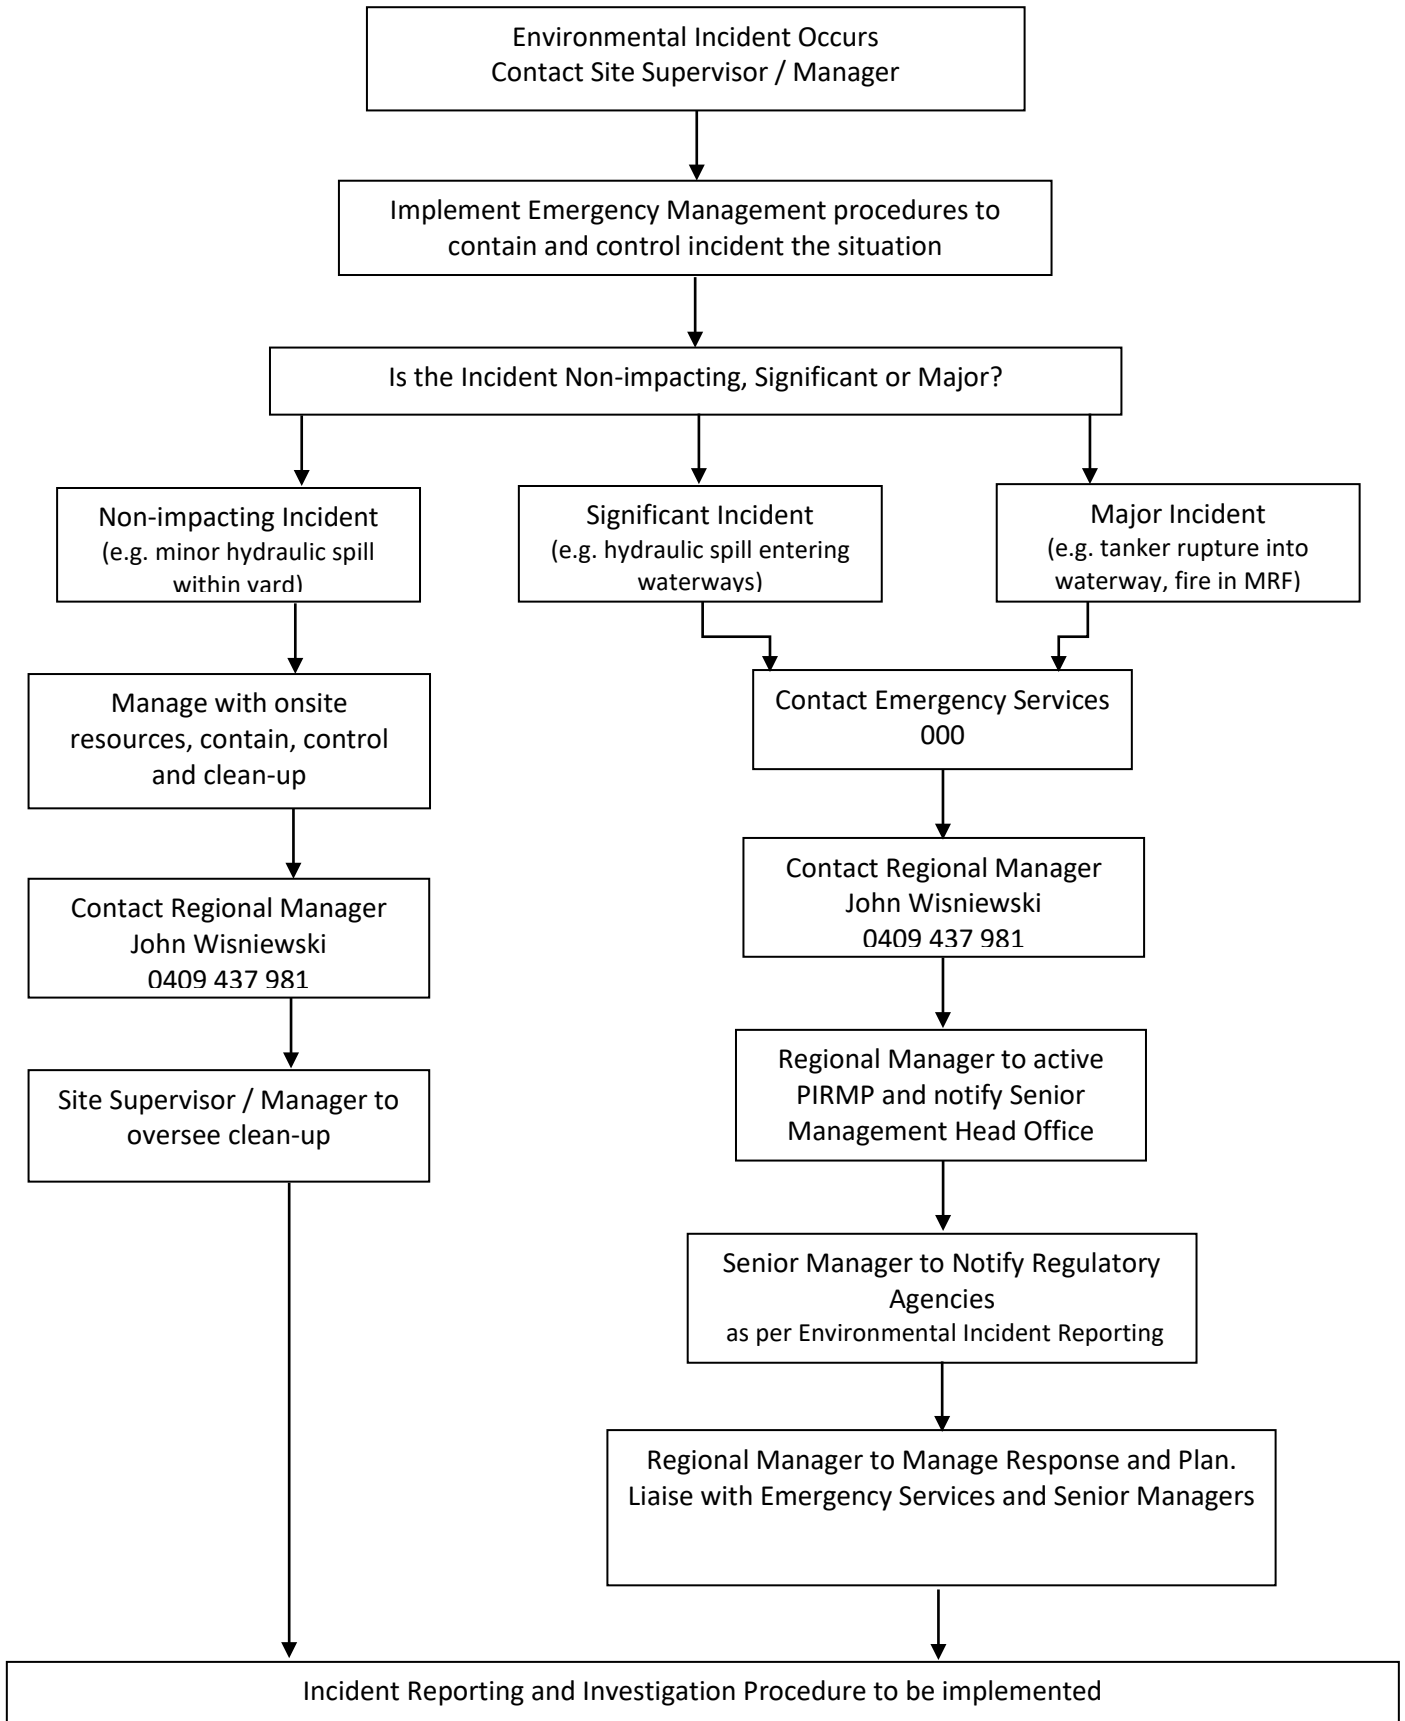 Environmental Incident Occurs
Contact Site Supervisor / Manager
Implement Emergency Management procedures to
contain and control incident the situation
Is the Incident Non-impacting, Significant or Major?
Non-impacting Incident
(e.g. minor hydraulic spill
within yard)
Significant Incident
(e.g. hydraulic spill entering
waterways)
Major Incident
(e.g. tanker rupture into
waterway, fire in MRF)
Manage with onsite
resources, contain, control
and clean-up
Contact Regional Manager
John Wisniewski
0409 437 981
Site Supervisor / Manager to
oversee clean-up
Contact Emergency Services
000
Contact Regional Manager
John Wisniewski
0409 437 981
Regional Manager to active
PIRMP and notify Senior
Management Head Office
Senior Manager to Notify Regulatory
Agencies
as per Environmental Incident Reporting
Regional Manager to Manage Response and Plan.
Liaise with Emergency Services and Senior Managers
Incident Reporting and Investigation Procedure to be implemented